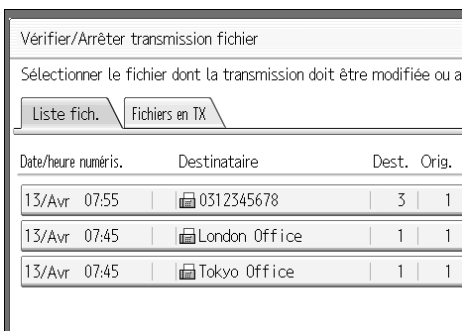 Vérifier/Arrêter transmission fichier
Sélectionner le fichier dont la transmission doit être modifiée ou a
Liste fich. Fichiers en TX
Date/heure numéris. Destinataire Dest. Orig.
13/Avr 07:55 0312345678 3 1
13/Avr 07:45 London Office 1 1
13/Avr 07:45 Tokyo Office 1 1